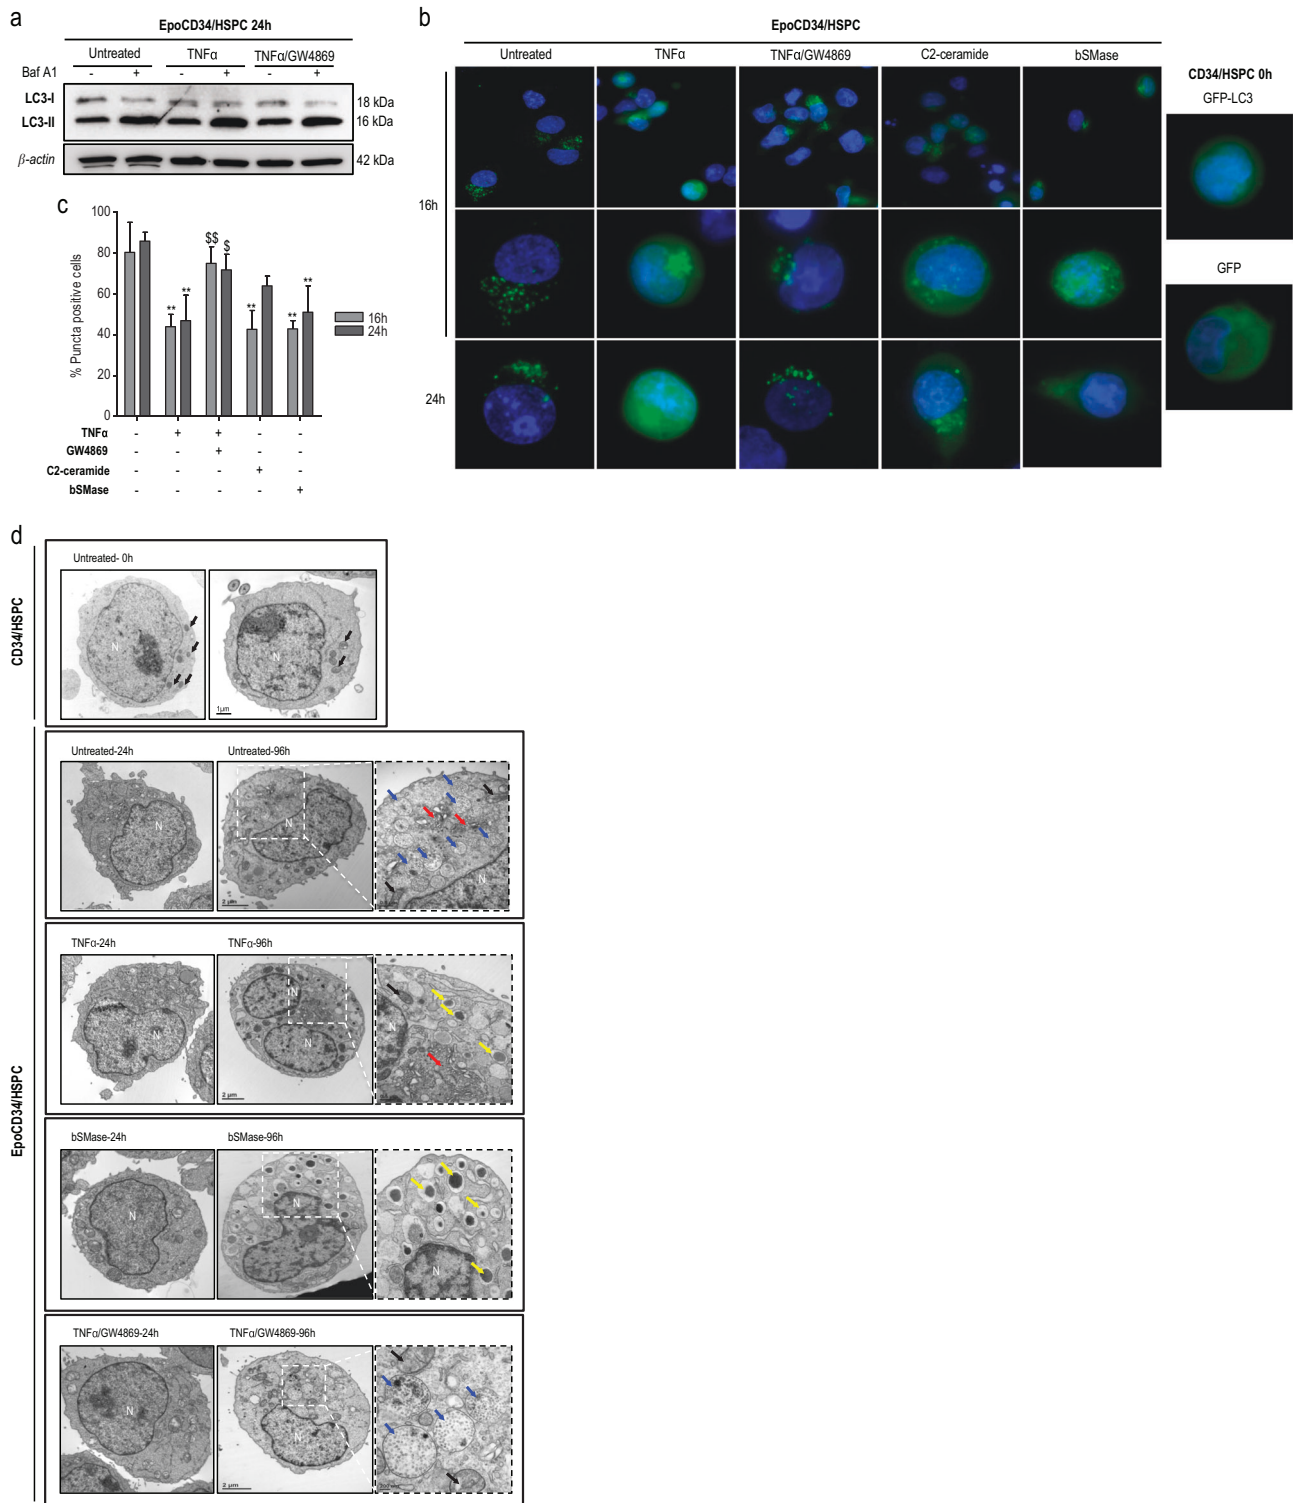 a
EpoCD34/HSPC 24h
Untreated TNFα TNFα/GW4869
Baf A1 - + - + - +
LC3-I 18 kDa
LC3-II 16 kDa
β-actin 42 kDa
b
EpoCD34/HSPC
Untreated TNFα TNFα/GW4869 C2-ceramide bSMase
CD34/HSPC 0h
GFP-LC3
16h
GFP
24h
c
100
80
60
40
20
0
% Puncta positive cells
** ** $$ $ ** ** **
16h
24h
TNFα - + + - -
GW4869 - - + - -
C2-ceramide - - - + -
bSMase - - - - +
d
CD34/HSPC
Untreated- 0h
N
N
1μm
EpoCD34/HSPC
Untreated-24h Untreated-96h
N
N
N
2 μm
TNFα-24h TNFα-96h
N
N
N
N
2 μm
bSMase-24h bSMase-96h
N
N
N
TNFα/GW4869-24h TNFα/GW4869-96h
N
N
2 μm